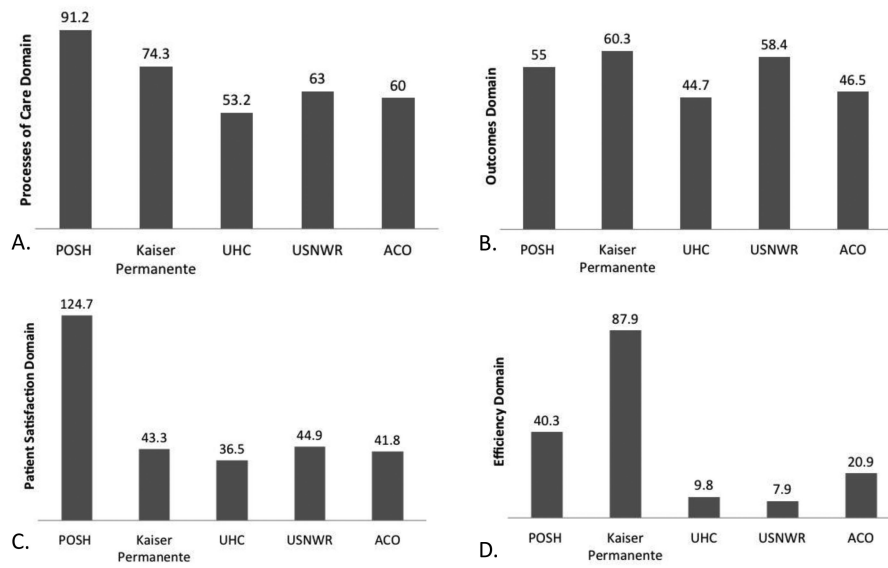 91.2
74.3
53.2
63
60
Processes of Care Domain
A.
POSH
Kaiser
Permanente
UHC
USNWR
ACO
55
60.3
44.7
58.4
46.5
Outcomes Domain
B.
POSH
Kaiser
Permanente
UHC
USNWR
ACO
124.7
43.3
36.5
44.9
41.8
Patient Satisfaction Domain
C.
POSH
Kaiser
Permanente
UHC
USNWR
ACO
40.3
87.9
9.8
7.9
20.9
Efficiency Domain
D.
POSH
Kaiser
Permanente
UHC
USNWR
ACO